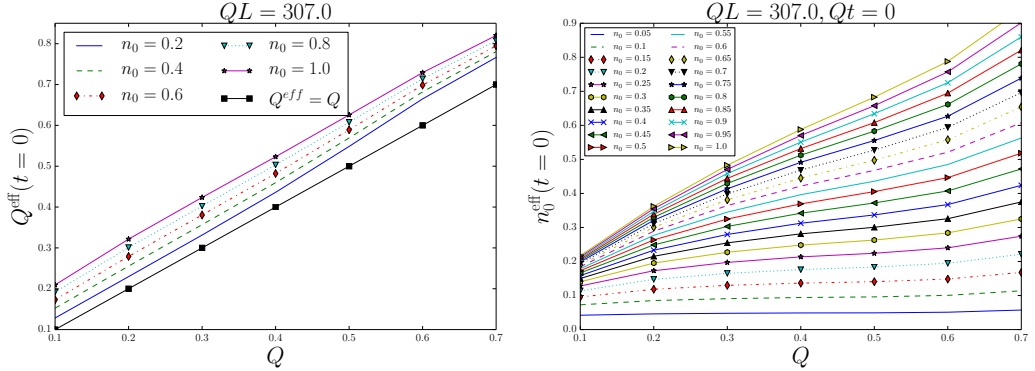 QL = 307.0
n₀ = 0.2
n₀ = 0.4
n₀ = 0.6
n₀ = 0.8
n₀ = 1.0
Q^{eff} = Q
Q^{eff}(t = 0)
0.8
0.7
0.6
0.5
0.4
0.3
0.2
0.1
0.1 0.2 0.3 0.4 0.5 0.6 0.7
Q
QL = 307.0, Qt = 0
n₀ = 0.05
n₀ = 0.1
n₀ = 0.15
n₀ = 0.2
n₀ = 0.25
n₀ = 0.3
n₀ = 0.35
n₀ = 0.4
n₀ = 0.45
n₀ = 0.5
n₀ = 0.55
n₀ = 0.6
n₀ = 0.65
n₀ = 0.7
n₀ = 0.75
n₀ = 0.8
n₀ = 0.85
n₀ = 0.9
n₀ = 0.95
n₀ = 1.0
n₀^{eff}(t = 0)
0.9
0.8
0.7
0.6
0.5
0.4
0.3
0.2
0.1
0.0
0.1 0.2 0.3 0.4 0.5 0.6 0.7
Q